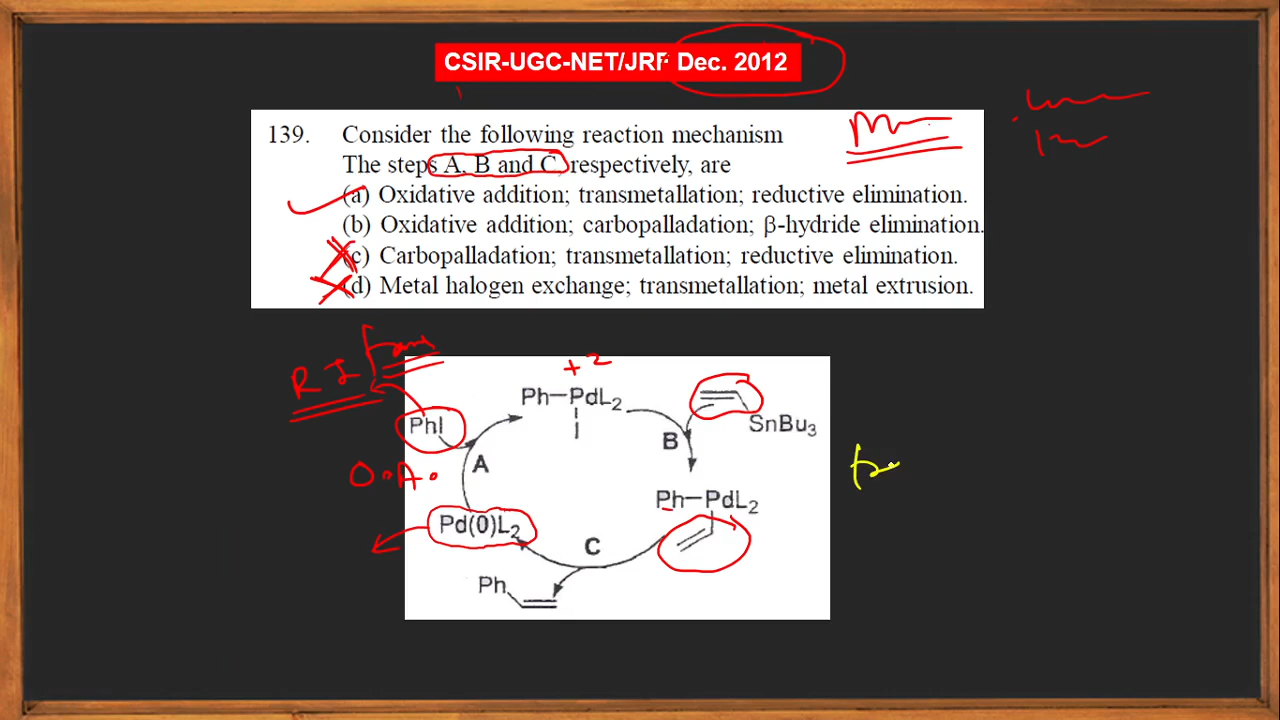 CSIR-UGC-NET/JRF Dec. 2012
139. Consider the following reaction mechanism
The steps A, B and C, respectively, are
(a) Oxidative addition; transmetallation; reductive elimination.
(b) Oxidative addition; carbopalladation; β-hydride elimination.
(c) Carbopalladation; transmetallation; reductive elimination.
(d) Metal halogen exchange; transmetallation; metal extrusion.
R I
+2
Ph–PdL₂
I
PhI
SnBu₃
B
A
O.A.
Ph–PdL₂
Pd(0)L₂
C
Ph